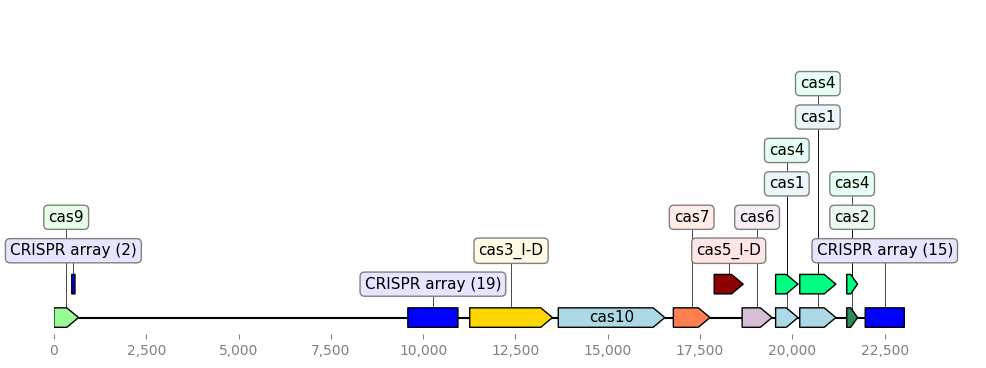 cas4
cas1
cas4
cas1
cas4
cas9
cas7
cas6
cas2
CRISPR array (2)
cas3_I-D
cas5_I-D
CRISPR array (15)
CRISPR array (19)
cas10
0
2,500
5,000
7,500
10,000
12,500
15,000
17,500
20,000
22,500